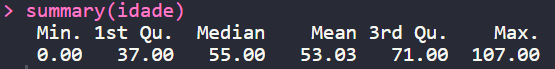 > summary(idade)
Min. 1st Qu. Median Mean 3rd Qu. Max.
0.00 37.00 55.00 53.03 71.00 107.00